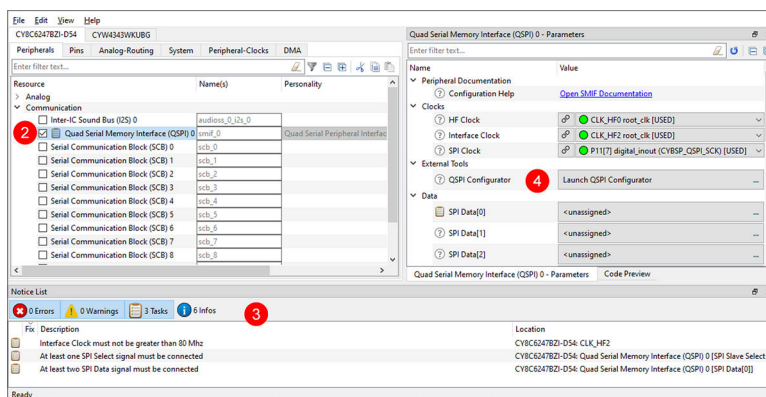 File Edit View Help
CY8C6247BZI-D54 CYW4343WKUBG
Peripherals Pins Analog-Routing System Peripheral-Clocks DMA
Enter filter text...
Resource Name(s) Personality
Analog
Communication
Inter-IC Sound Bus (I2S) 0 audioss_0_i2s_0
2 Quad Serial Memory Interface (QSPI) 0 smif_0 Quad Serial Peripheral Interfac
Serial Communication Block (SCB) 0 scb_0
Serial Communication Block (SCB) 1 scb_1
Serial Communication Block (SCB) 2 scb_2
Serial Communication Block (SCB) 3 scb_3
Serial Communication Block (SCB) 4 scb_4
Serial Communication Block (SCB) 5 scb_5
Serial Communication Block (SCB) 6 scb_6
Serial Communication Block (SCB) 7 scb_7
Serial Communication Block (SCB) 8 scb_8
Quad Serial Memory Interface (QSPI) 0 - Parameters
Enter filter text...
Name Value
Peripheral Documentation
Configuration Help Open SMIF Documentation
Clocks
HF Clock CLK_HF0 root_clk [USED]
Interface Clock CLK_HF2 root_clk [USED]
SPI Clock P11[7] digital_inout (CYBSP_QSPI_SCK) [USED]
External Tools
QSPI Configurator 4 Launch QSPI Configurator ...
Data
SPI Data[0] <unassigned> ...
SPI Data[1] <unassigned> ...
SPI Data[2] <unassigned> ...
Quad Serial Memory Interface (QSPI) 0 - Parameters Code Preview
Notice List
0 Errors 0 Warnings 3 Tasks 6 Infos 3
Fix Description Location
Interface Clock must not be greater than 80 Mhz CY8C6247BZI-D54: CLK_HF2
At least one SPI Select signal must be connected CY8C6247BZI-D54: Quad Serial Memory Interface (QSPI) 0 [SPI Slave Select
At least two SPI Data signal must be connected CY8C6247BZI-D54: Quad Serial Memory Interface (QSPI) 0 [SPI Data[0]]
Ready